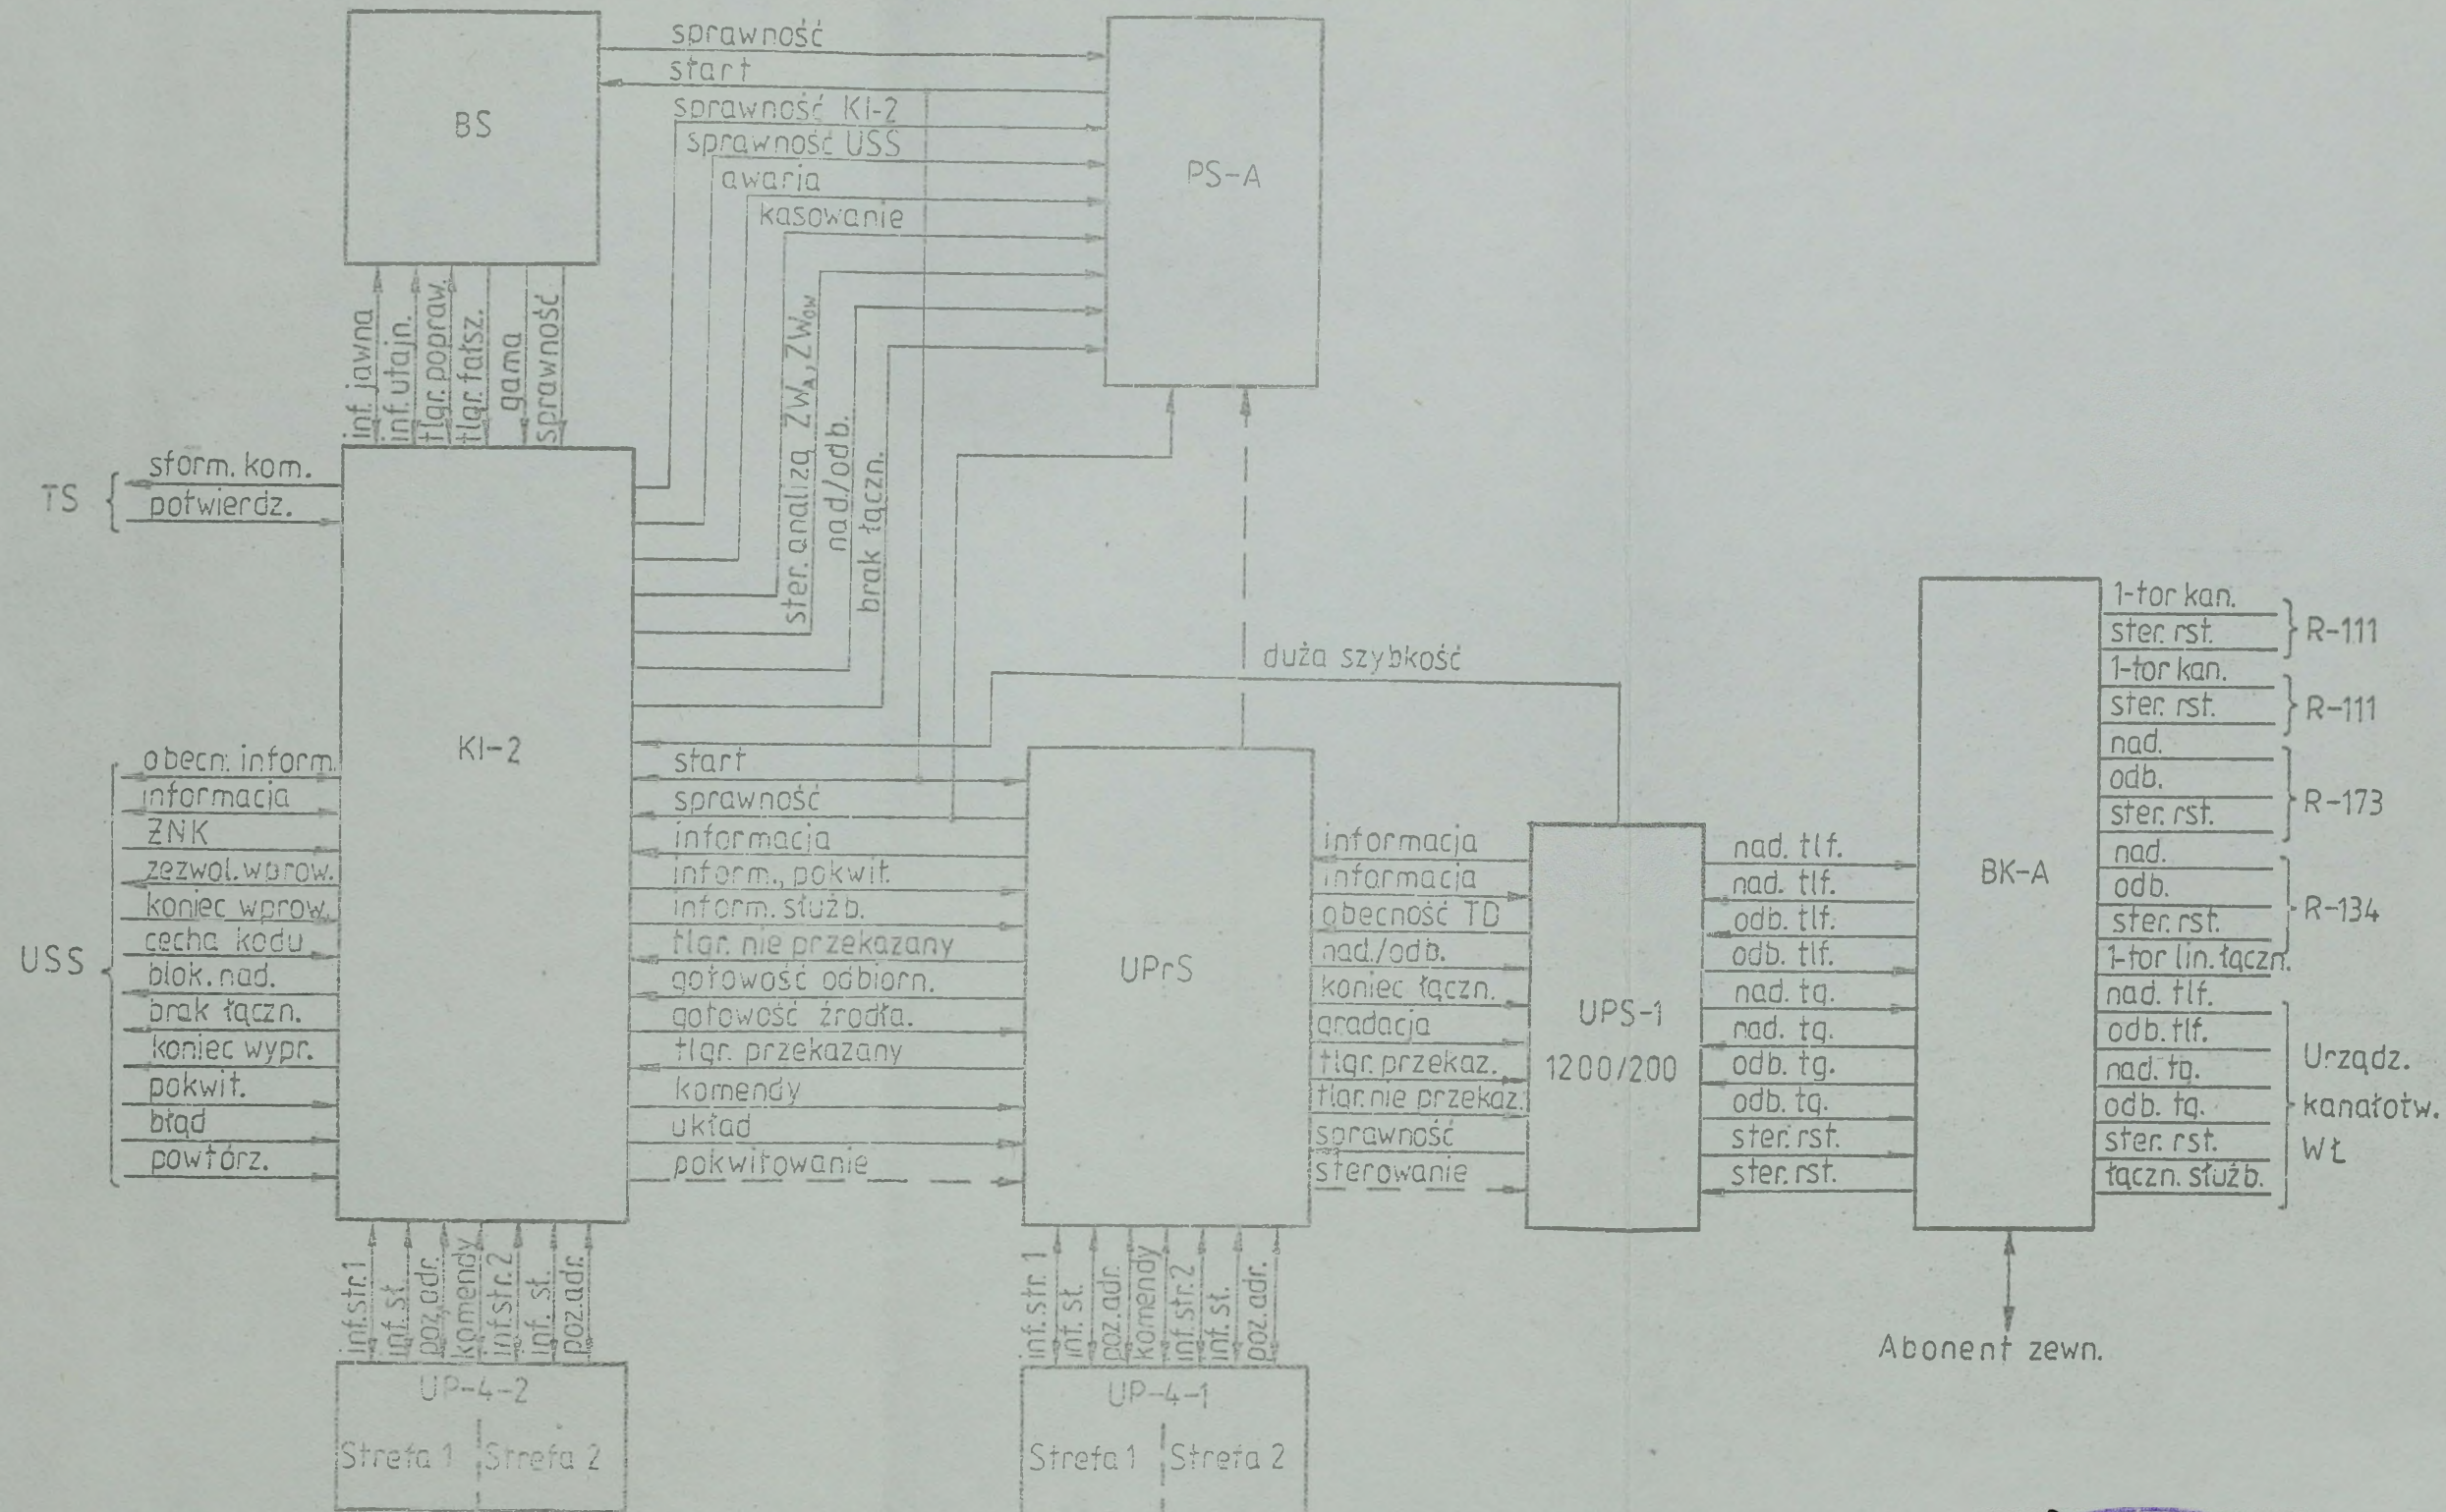 BS
PS-A
sprawność
start
sprawność KI-2
sprawność USS
awaria
kasowanie
ster. analizą ZWA, ZWOW
nad./odb.
brak łączn.
inf. jawna
inf. utajn.
tlgr. popraw.
tlgr. fałsz.
gama
sprawność
TS
sform. kom.
potwierdz.
KI-2
USS
obecn. inform.
informacja
ŻNK
zezwol. wprow.
koniec wprow.
cecha kodu
blok. nad.
brak łączn.
koniec wypr.
pokwit.
błąd
powtórz.
duża szybkość
start
sprawność
informacja
inform., pokwit.
inform. służb.
tlgr. nie przekazany
gotowość odbiorn.
gotowość źrodła.
tlgr. przekazany
komendy
układ
pokwitowanie
UPrS
informacja
informacja
obecność TD
nad./odb.
koniec łączn.
gradacja
tlgr. przekaz.
tlgr. nie przekaz.
sprawność
sterowanie
UPS-1
1200/200
nad. tlf.
nad. tlf.
odb. tlf.
odb. tlf.
nad. tg.
nad. tg.
odb. tg.
odb. tg.
ster. rst.
ster. rst.
BK-A
1-tor kan.
ster. rst.
R-111
1-tor kan.
ster. rst.
R-111
nad.
odb.
ster. rst.
R-173
nad.
odb.
ster. rst.
R-134
1-tor lin. łączn.
nad. tlf.
odb. tlf.
nad. tg.
odb. tg.
ster. rst.
łączn. służb.
Urządz.
kanałotw.
WŁ
Abonent zewn.
inf. str. 1
inf. st.
poz. adr.
komendy
inf. str. 2
inf. st.
poz. adr.
UP-4-2
Strefa 1
Strefa 2
inf. str. 1
inf. st.
poz. adr.
komendy
inf. str. 2
inf. st.
poz. adr.
UP-4-1
Strefa 1
Strefa 2